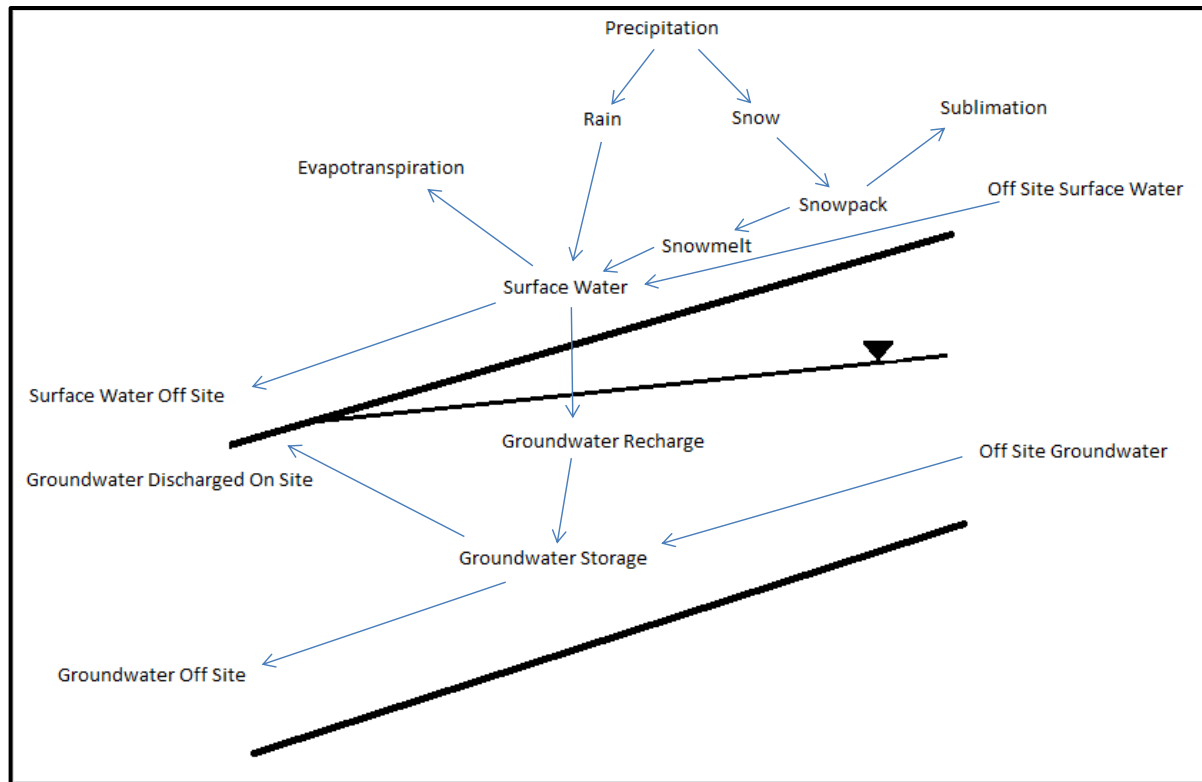 Precipitation
Rain
Snow
Sublimation
Evapotranspiration
Snowpack
Off Site Surface Water
Snowmelt
Surface Water
Surface Water Off Site
Groundwater Recharge
Off Site Groundwater
Groundwater Discharged On Site
Groundwater Storage
Groundwater Off Site